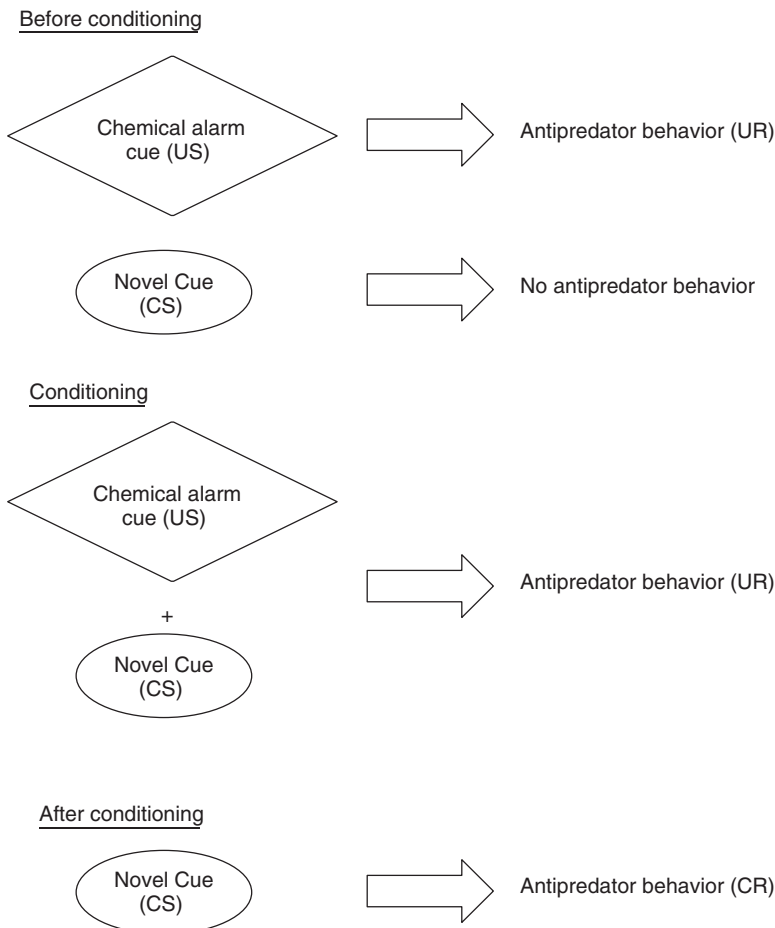 Before conditioning
Chemical alarm
cue (US)
Antipredator behavior (UR)
Novel Cue
(CS)
No antipredator behavior
Conditioning
Chemical alarm
cue (US)
+
Novel Cue
(CS)
Antipredator behavior (UR)
After conditioning
Novel Cue
(CS)
Antipredator behavior (CR)